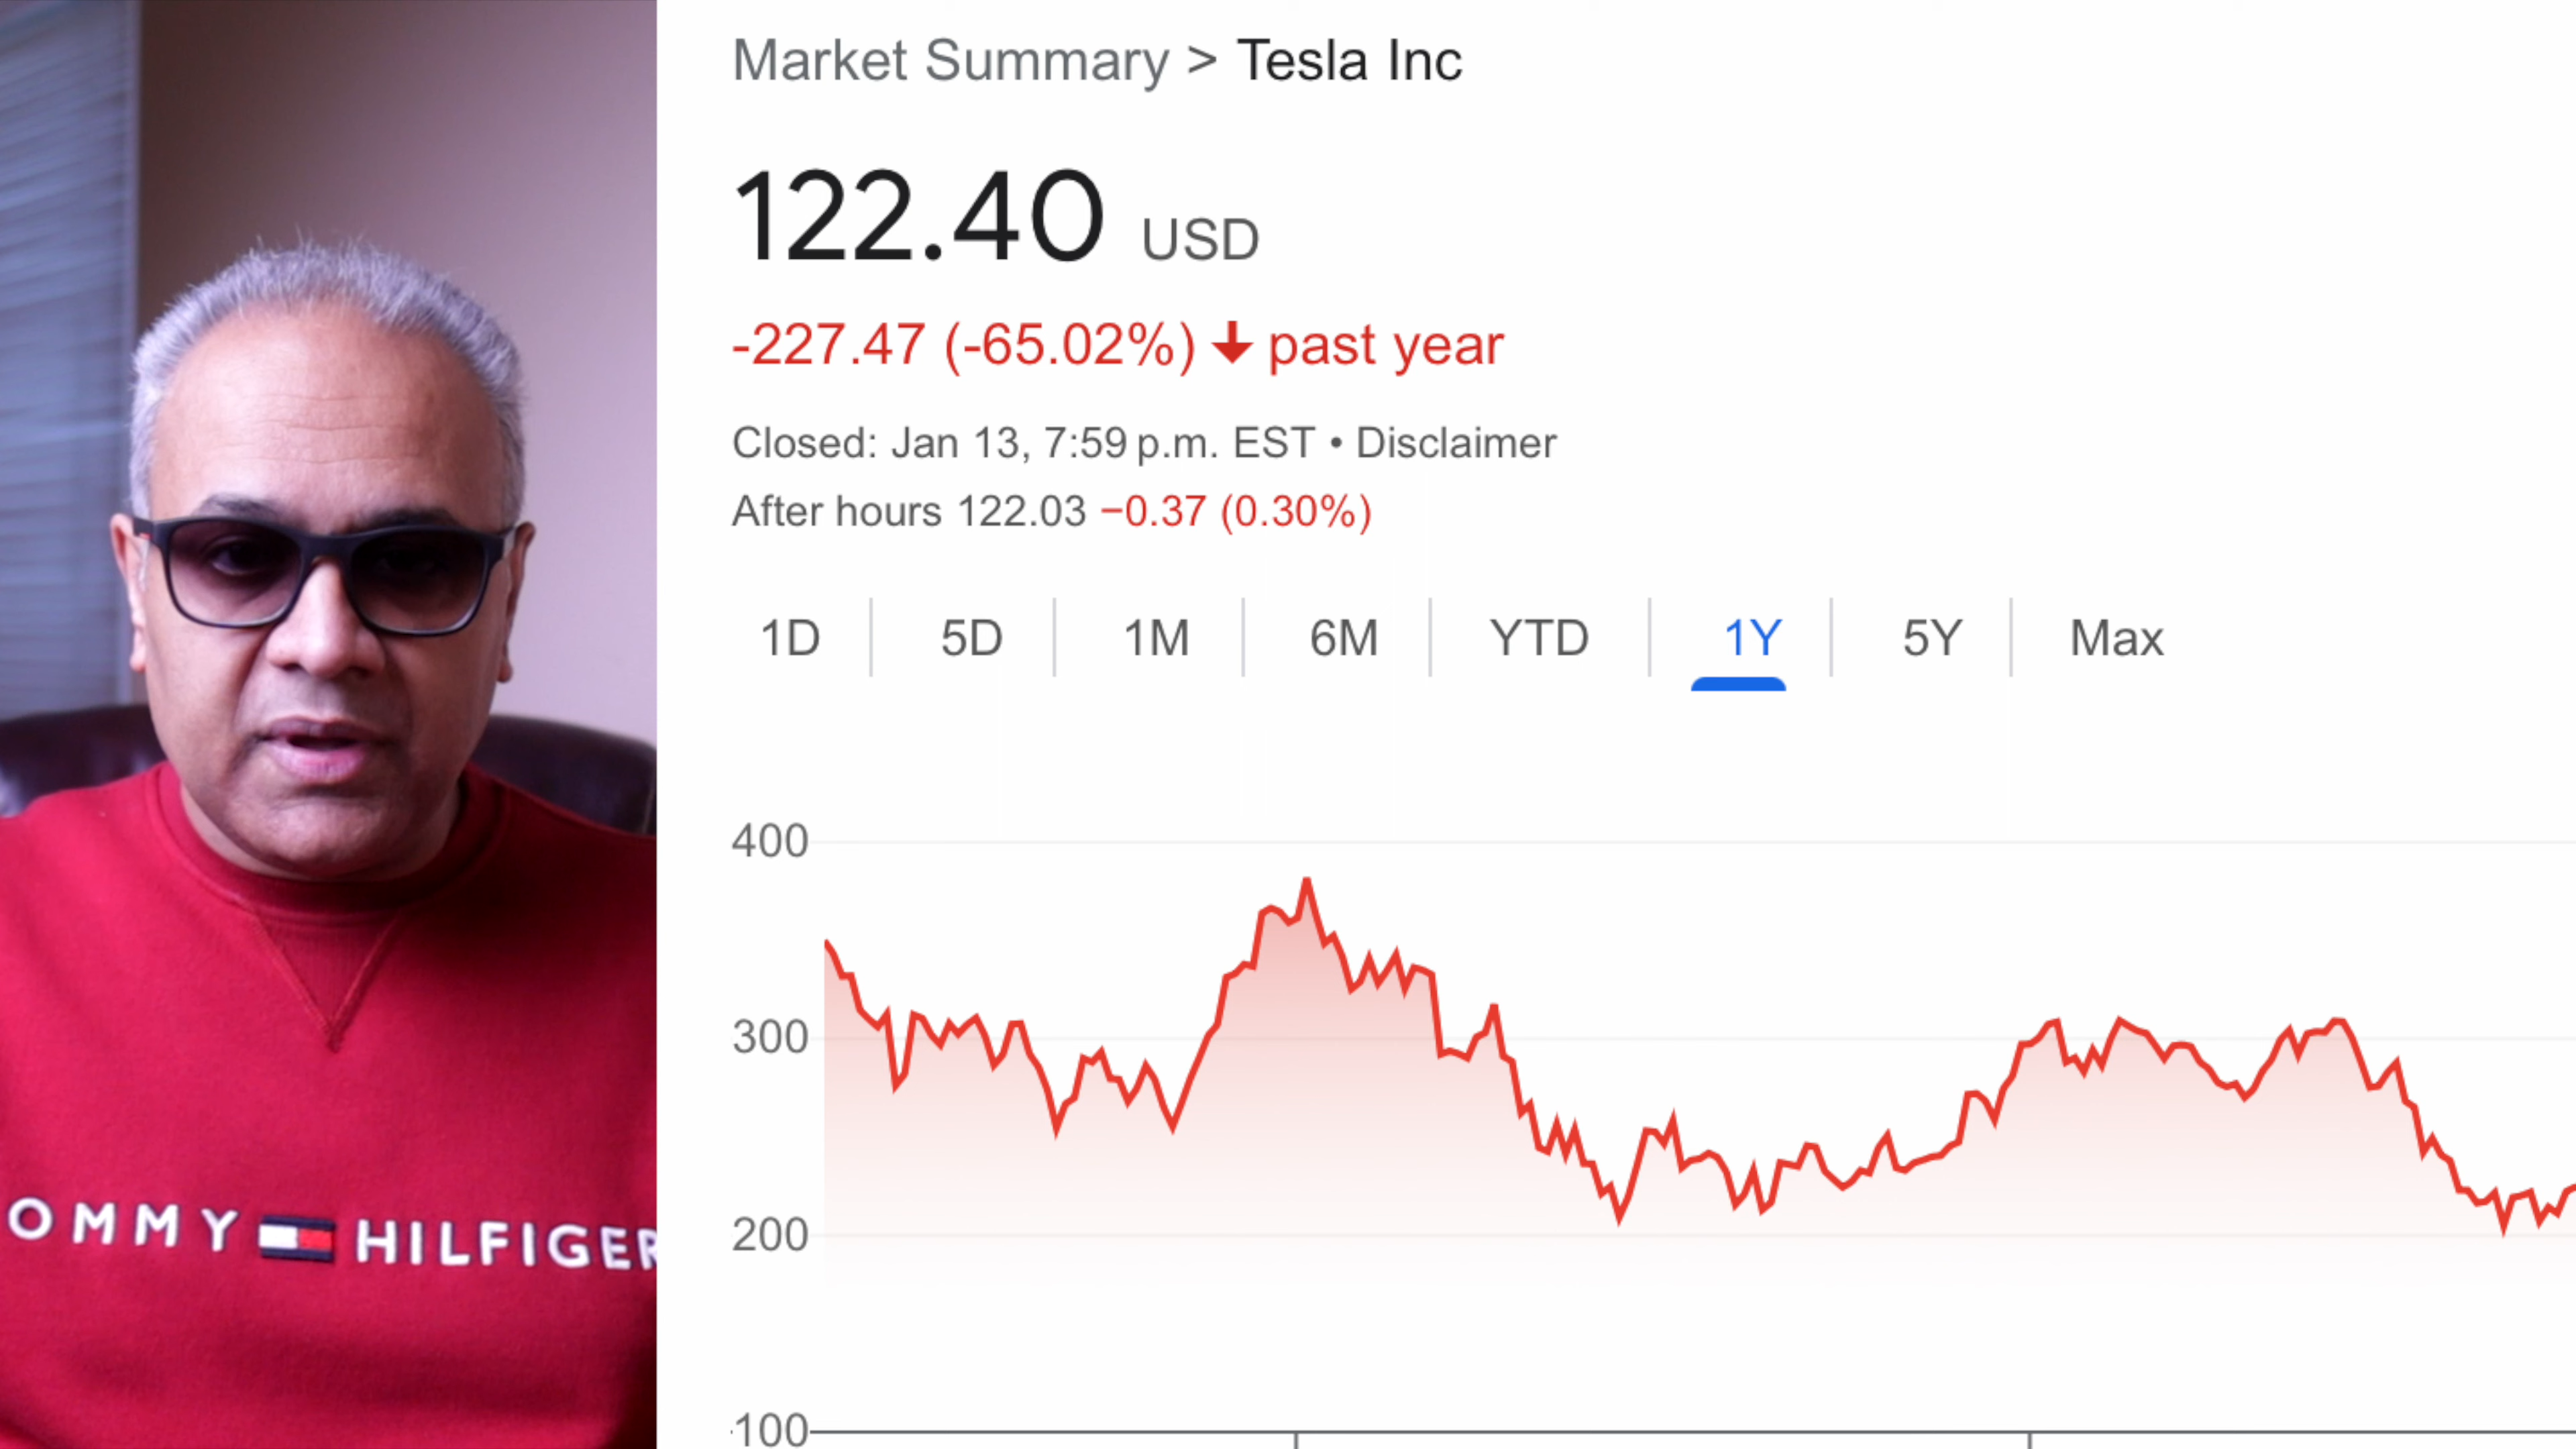 Market Summary > Tesla Inc
122.40 USD
-227.47 (-65.02%) ↓ past year
Closed: Jan 13, 7:59 p.m. EST • Disclaimer
After hours 122.03 −0.37 (0.30%)
1D 5D 1M 6M YTD 1Y 5Y Max
400
300
200
100
OMMY HILFIGER